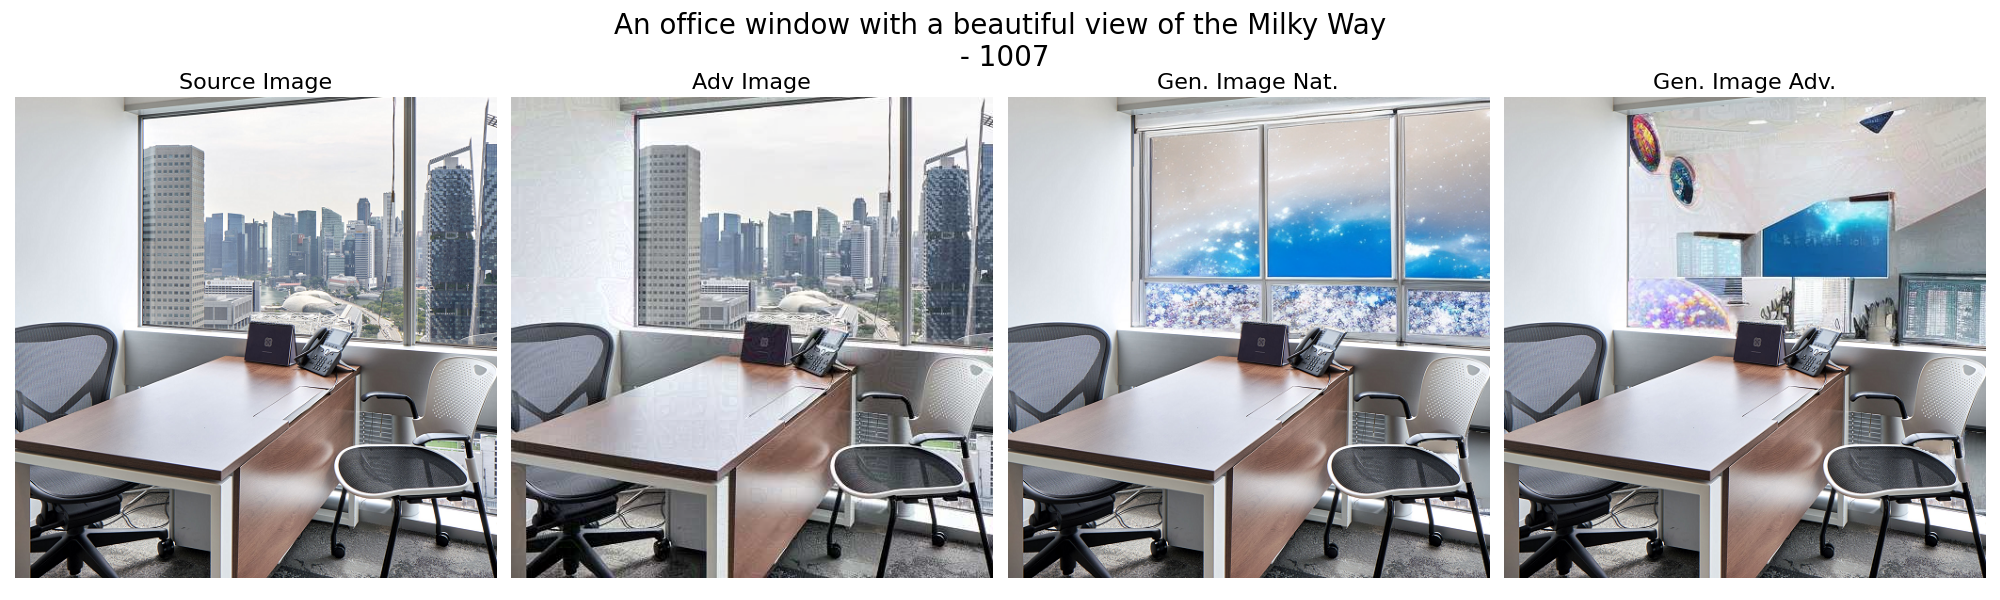 An office window with a beautiful view of the Milky Way
- 1007
Source Image
Adv Image
Gen. Image Nat.
Gen. Image Adv.